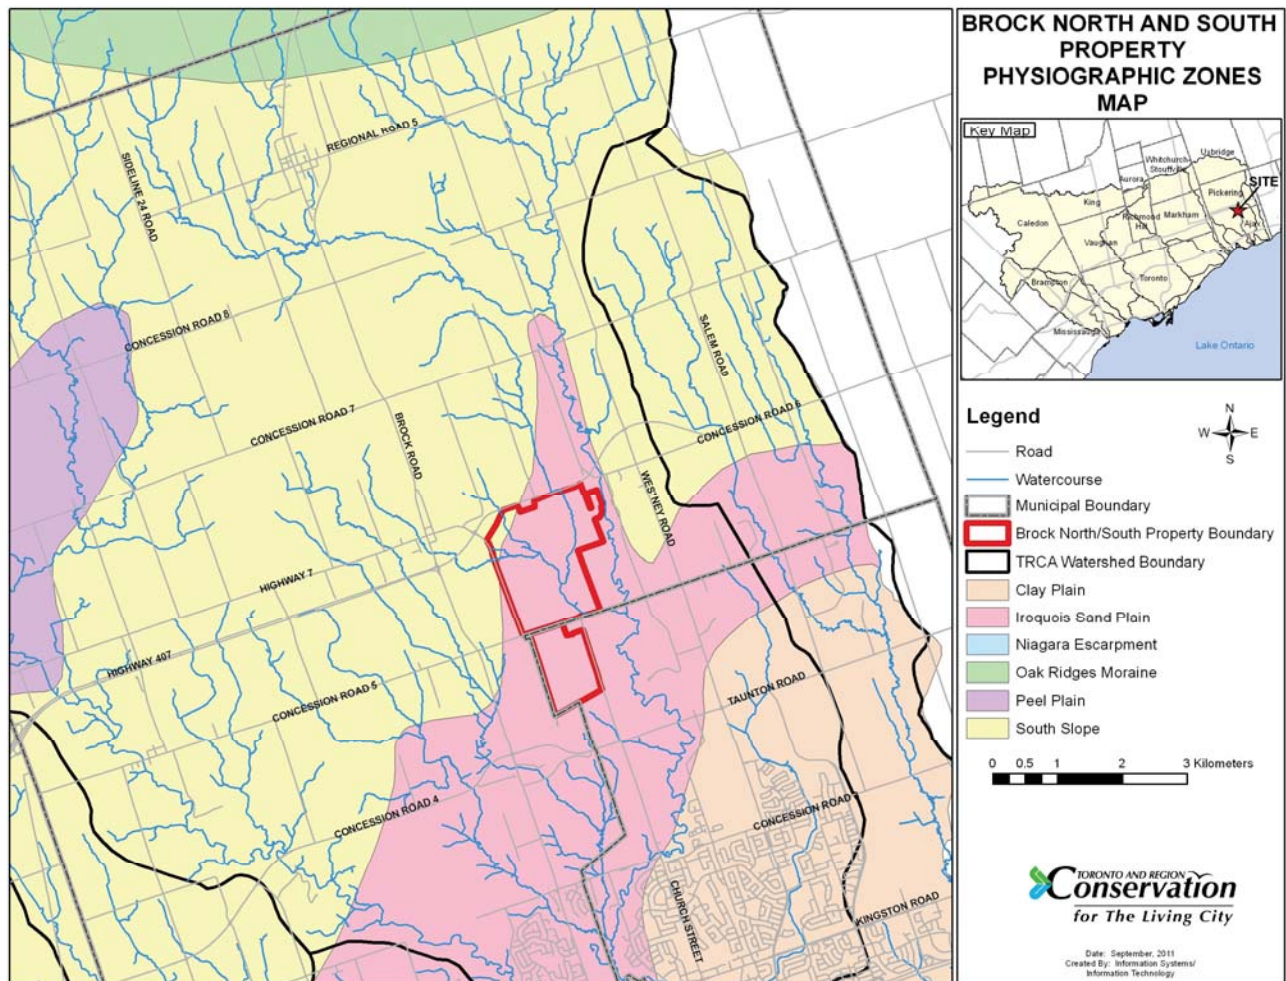 BROCK NORTH AND SOUTH
PROPERTY
PHYSIOGRAPHIC ZONES
MAP
Key Map
Uxbridge
Whitchurch-
Stouffville
Aurora
SITE
Pickering
King
Richmond
Hill
Markham
Ajax
Caledon
Vaughan
Brampton
Toronto
Mississauga
Lake Ontario
Legend
N
W
E
S
Road
Watercourse
Municipal Boundary
Brock North/South Property Boundary
TRCA Watershed Boundary
Clay Plain
Iroquois Sand Plain
Niagara Escarpment
Oak Ridges Moraine
Peel Plain
South Slope
0 0.5 1 2 3 Kilometers
TORONTO AND REGION
Conservation
for The Living City
Date: September, 2011
Created By: Information Systems/
Information Technology
REGIONAL ROAD 5
SIDELINE 24 ROAD
CONCESSION ROAD 8
SALEM ROAD
CONCESSION ROAD 7
BROCK ROAD
CONCESSION ROAD 6
WES'NEY ROAD
HIGHWAY 7
HIGHWAY 407
CONCESSION ROAD 5
TAUNTON ROAD
CONCESSION ROAD 4
CONCESSION ROAD
CHURCH STREET
KINGSTON ROAD